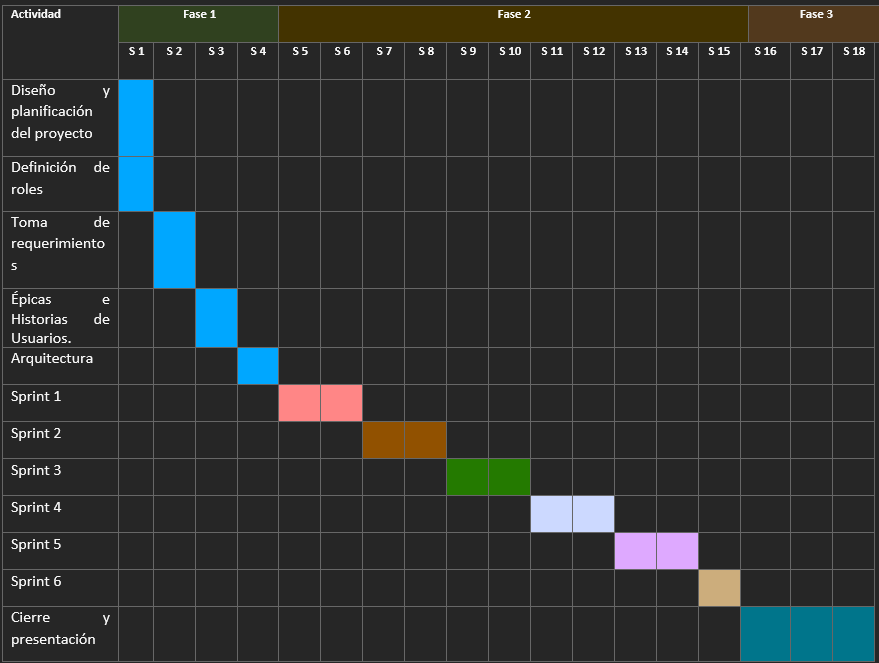 Actividad Fase 1 Fase 2 Fase 3
S 1 S 2 S 3 S 4 S 5 S 6 S 7 S 8 S 9 S 10 S 11 S 12 S 13 S 14 S 15 S 16 S 17 S 18
Diseño y
planificación
del proyecto
Definición de
roles
Toma de
requerimiento
s
Épicas e
Historias de
Usuarios.
Arquitectura
Sprint 1
Sprint 2
Sprint 3
Sprint 4
Sprint 5
Sprint 6
Cierre y
presentación